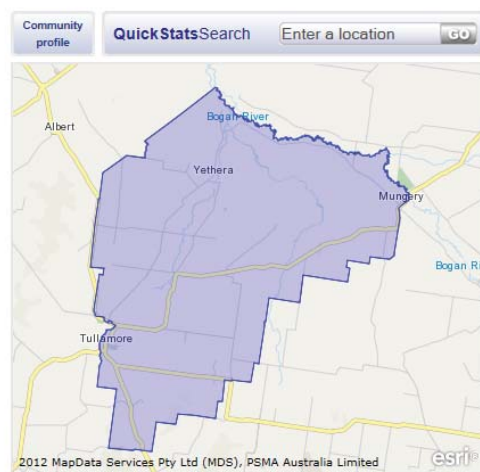 Community
profile
QuickStatsSearch
Enter a location
GO
Albert
Bogan River
Yethera
Mungery
Bogan Ri
Tullamore
2012 MapData Services Pty Ltd (MDS), PSMA Australia Limited
esri